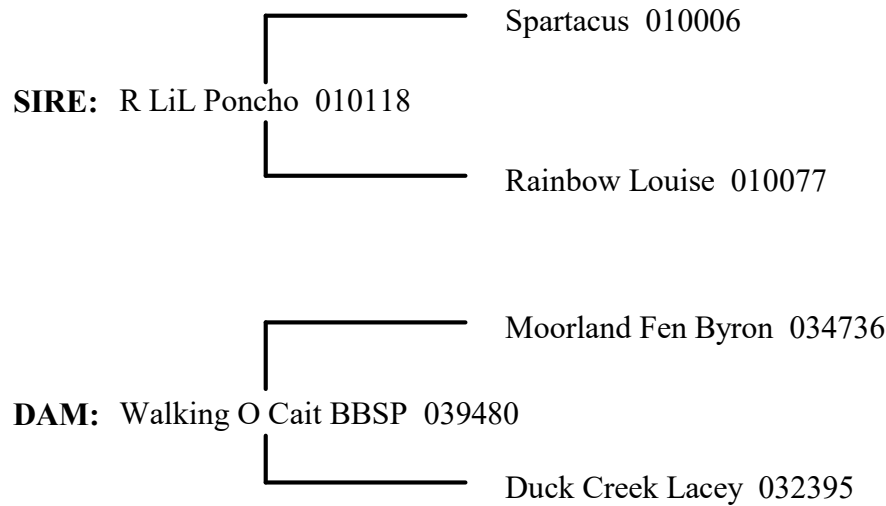 Spartacus 010006
SIRE: R LiL Poncho 010118
Rainbow Louise 010077
Moorland Fen Byron 034736
DAM: Walking O Cait BBSP 039480
Duck Creek Lacey 032395